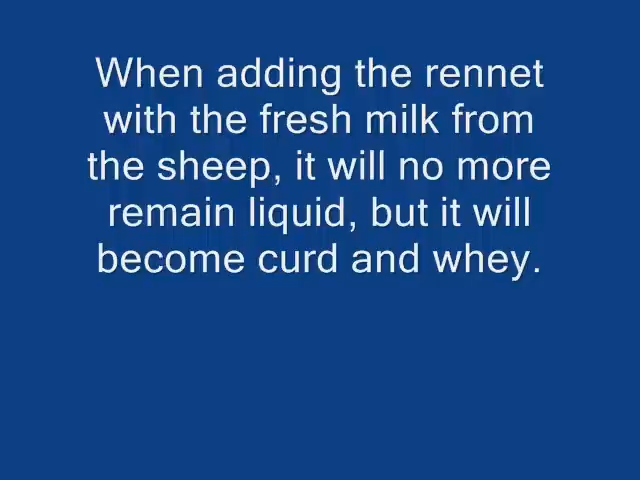 When adding the rennet
with the fresh milk from
the sheep, it will no more
remain liquid, but it will
become curd and whey.